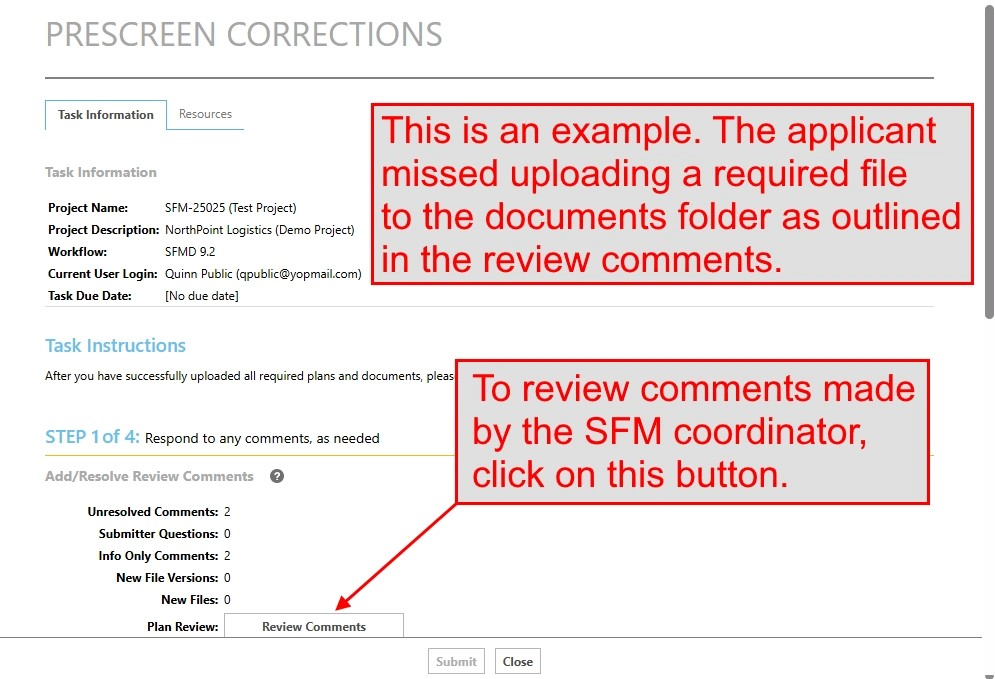 PRESCREEN CORRECTIONS
Task Information
Resources
This is an example. The applicant
missed uploading a required file
to the documents folder as outlined
in the review comments.
Task Information
Project Name: SFM-25025 (Test Project)
Project Description: NorthPoint Logistics (Demo Project)
Workflow: SFMD 9.2
Current User Login: Quinn Public (qpublic@yopmail.com)
Task Due Date: [No due date]
Task Instructions
After you have successfully uploaded all required plans and documents, pleas
To review comments made
by the SFM coordinator,
click on this button.
STEP 1 of 4: Respond to any comments, as needed
Add/Resolve Review Comments ?
Unresolved Comments: 2
Submitter Questions: 0
Info Only Comments: 2
New File Versions: 0
New Files: 0
Plan Review: Review Comments
Submit Close